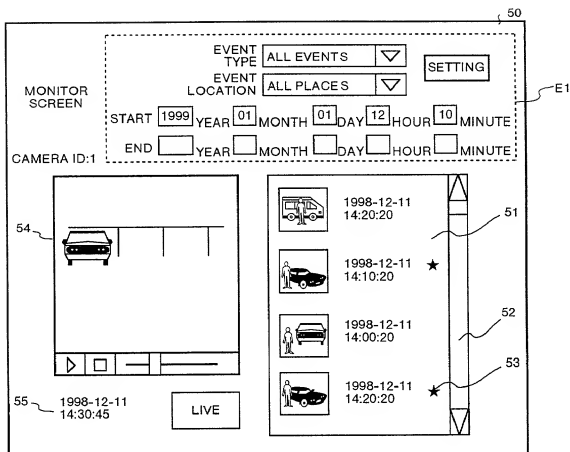 50
EVENT TYPE ALL EVENTS
SETTING
EVENT LOCATION ALL PLACES
MONITOR SCREEN
E1
START 1999 YEAR 01 MONTH 01 DAY 12 HOUR 10 MINUTE
END YEAR MONTH DAY HOUR MINUTE
CAMERA ID:1
54
1998-12-11
14:20:20
51
1998-12-11
14:10:20 ★
52
1998-12-11
14:00:20
53
1998-12-11
14:20:20 ★
55
1998-12-11
14:30:45
LIVE